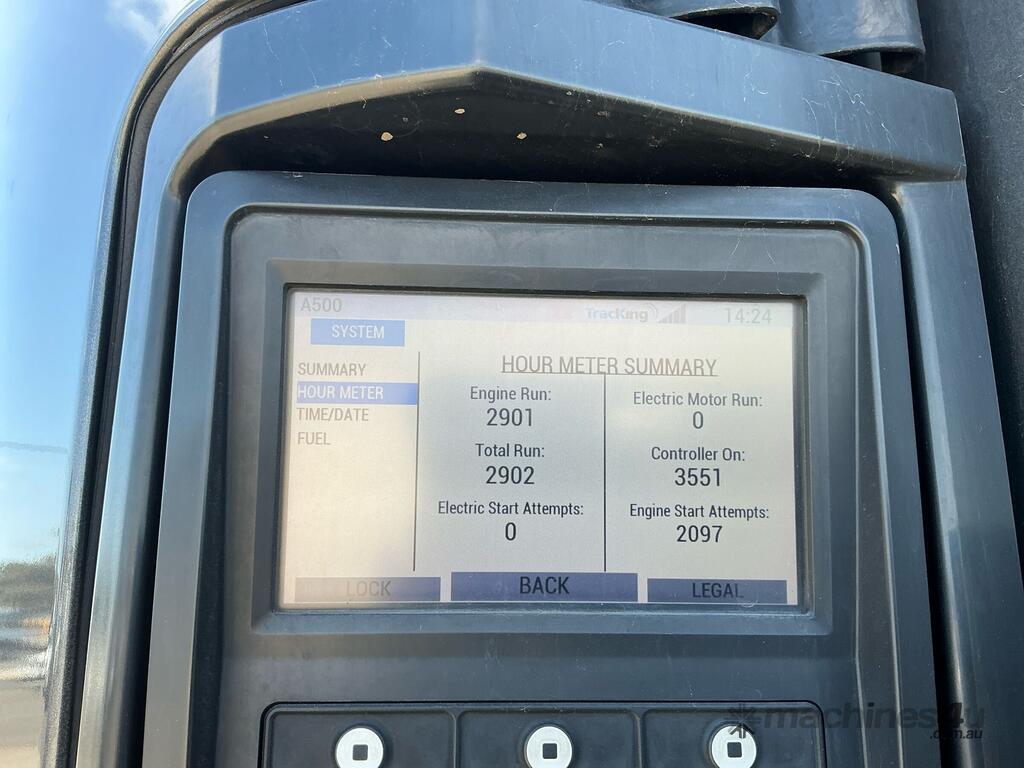 A500
TracKing
14:24
SYSTEM
SUMMARY
HOUR METER
TIME/DATE
FUEL
HOUR METER SUMMARY
Engine Run:
2901
Total Run:
2902
Electric Start Attempts:
0
Electric Motor Run:
0
Controller On:
3551
Engine Start Attempts:
2097
LOCK
BACK
LEGAL
machines4u
.com.au